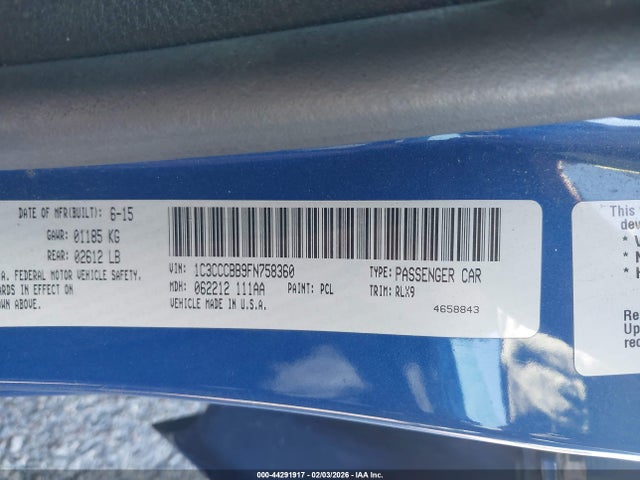 DATE OF MFR(BUILT): 6-15
GAWR: 01185 KG
REAR: 02612 LB
A. FEDERAL MOTOR VEHICLE SAFETY.
ARDS IN EFFECT ON
OWN ABOVE.
VIN: 1C3CCCBB9FN758360
TYPE: PASSENGER CAR
MDH: 062212 111AA
PAINT: PCL
TRIM: RLX9
VEHICLE MADE IN U.S.A.
4658843
This
dev
*
*
*
Re
Up
rec
000-44291917 - 02/03/2026 - IAA Inc.